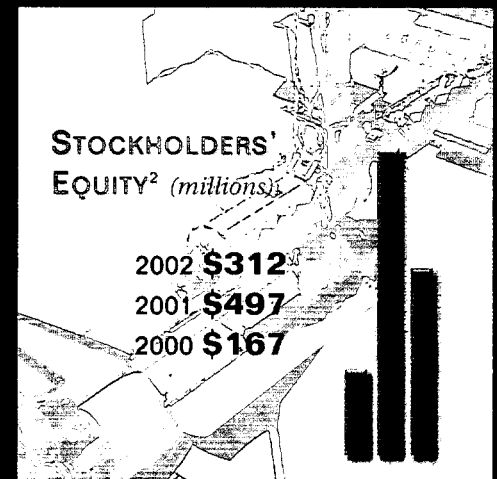 STOCKHOLDERS'
EQUITY² (millions)
2002 $312
2001 $497
2000 $167